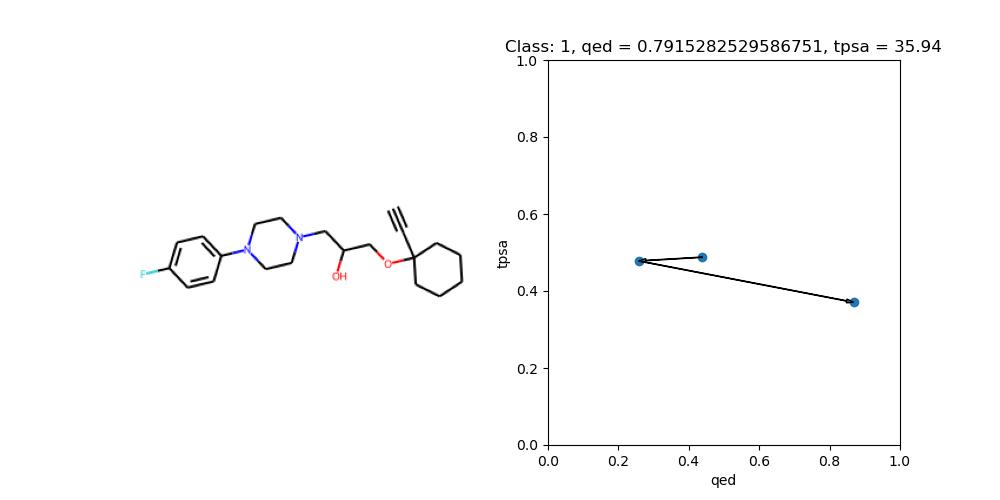 Class: 1, qed = 0.7915282529586751, tpsa = 35.94
1.0
0.8
0.6
0.4
0.2
0.0
tpsa
0.0 0.2 0.4 0.6 0.8 1.0
qed
F
N
N
OH
O